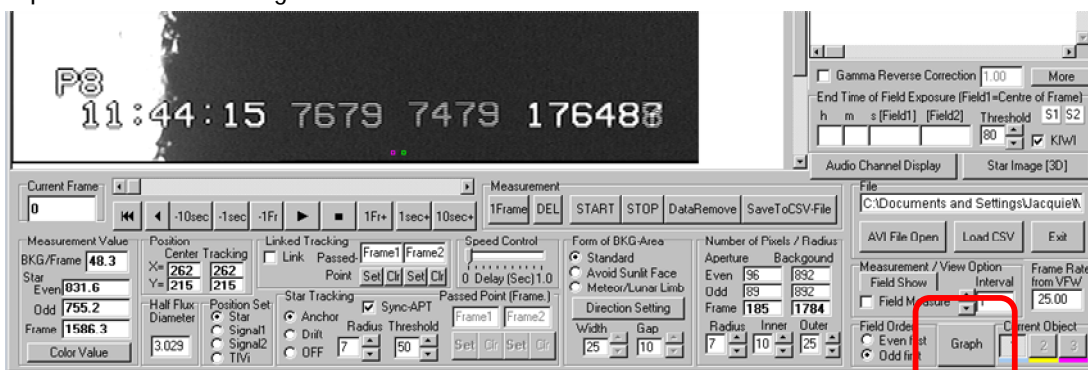 P8
11:44:15 7679 7479 176487
Gamma Reverse Correction 1.00 More
End Time of Field Exposure (Field1=Centre of Frame)
h m s [Field1] [Field2] Threshold S1 S2
80 KIWI
Audio Channel Display Star Image [3D]
Current Frame
0
-10sec -1sec -1Fr 1Fr+ 1sec+ 10sec+
Measurement
1Frame DEL START STOP DataRemove SaveToCSV-File
File
C:\Documents and Settings\Jacquie\
AVI File Open Load CSV Exit
Measurement Value
BKG/Frame 48.3
Star
Even 831.6
Odd 755.2
Frame 1586.3
Color Value
Position
Center Tracking
X= 262 262
Y= 215 215
Half Flux Diameter
3.029
Position Set
Star
Signal1
Signal2
TIVi
Linked Tracking
Link Passed- Frame1 Frame2
Point Set Clr Set Clr
Star Tracking
Sync-APT
Anchor
Drift
OFF
Radius Threshold
7 50
Passed Point (Frame.)
Frame1 Frame2
Set Clr Set Clr
Speed Control
0 Delay (Sec) 1.0
Form of BKG-Area
Standard
Avoid Sunlit Face
Meteor/Lunar Limb
Direction Setting
Width Gap
25 10
Number of Pixels / Radius
Aperture Backgound
Even 96 892
Odd 89 892
Frame 185 1784
Radius Inner Outer
7 10 25
Measurement / View Option
Field Show Interval
Field Measure 1
Frame Rate
from VFW
25.00
Field Order
Even first
Odd first
Graph
Current Object
1 2 3